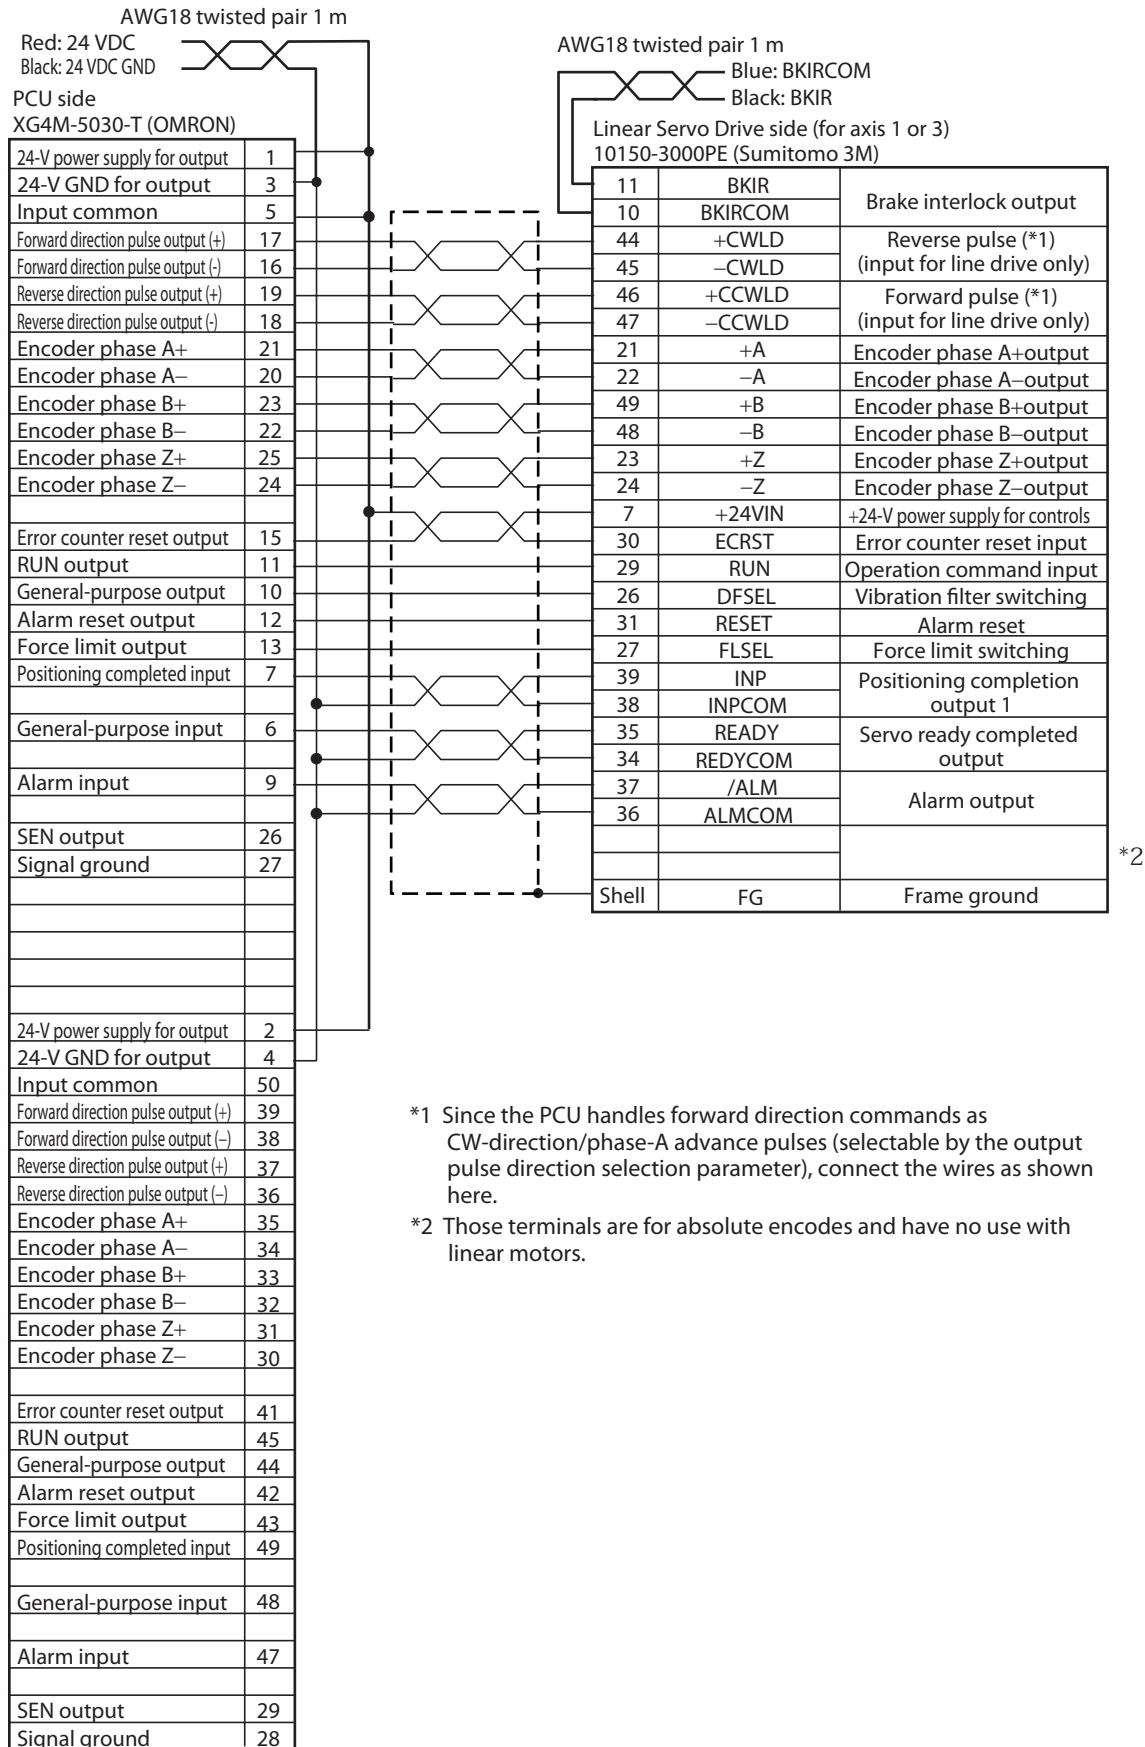 AWG18 twisted pair 1 m
Red: 24 VDC
Black: 24 VDC GND
PCU side
XG4M-5030-T (OMRON)
24-V power supply for output 1
24-V GND for output 3
Input common 5
Forward direction pulse output (+) 17
Forward direction pulse output (-) 16
Reverse direction pulse output (+) 19
Reverse direction pulse output (-) 18
Encoder phase A+ 21
Encoder phase A− 20
Encoder phase B+ 23
Encoder phase B− 22
Encoder phase Z+ 25
Encoder phase Z− 24
Error counter reset output 15
RUN output 11
General-purpose output 10
Alarm reset output 12
Force limit output 13
Positioning completed input 7
General-purpose input 6
Alarm input 9
SEN output 26
Signal ground 27
24-V power supply for output 2
24-V GND for output 4
Input common 50
Forward direction pulse output (+) 39
Forward direction pulse output (−) 38
Reverse direction pulse output (+) 37
Reverse direction pulse output (−) 36
Encoder phase A+ 35
Encoder phase A− 34
Encoder phase B+ 33
Encoder phase B− 32
Encoder phase Z+ 31
Encoder phase Z− 30
Error counter reset output 41
RUN output 45
General-purpose output 44
Alarm reset output 42
Force limit output 43
Positioning completed input 49
General-purpose input 48
Alarm input 47
SEN output 29
Signal ground 28
AWG18 twisted pair 1 m
Blue: BKIRCOM
Black: BKIR
Linear Servo Drive side (for axis 1 or 3)
10150-3000PE (Sumitomo 3M)
11 BKIR
Brake interlock output
10 BKIRCOM
44 +CWLD Reverse pulse (*1)
45 −CWLD (input for line drive only)
46 +CCWLD Forward pulse (*1)
47 −CCWLD (input for line drive only)
21 +A Encoder phase A+output
22 −A Encoder phase A−output
49 +B Encoder phase B+output
48 −B Encoder phase B−output
23 +Z Encoder phase Z+output
24 −Z Encoder phase Z−output
7 +24VIN +24-V power supply for controls
30 ECRST Error counter reset input
29 RUN Operation command input
26 DFSEL Vibration filter switching
31 RESET Alarm reset
27 FLSEL Force limit switching
39 INP Positioning completion
38 INPCOM output 1
35 READY Servo ready completed
34 REDYCOM output
37 /ALM
Alarm output
36 ALMCOM
*2
Shell FG Frame ground
*1 Since the PCU handles forward direction commands as
CW-direction/phase-A advance pulses (selectable by the output
pulse direction selection parameter), connect the wires as shown
here.
*2 Those terminals are for absolute encodes and have no use with
linear motors.